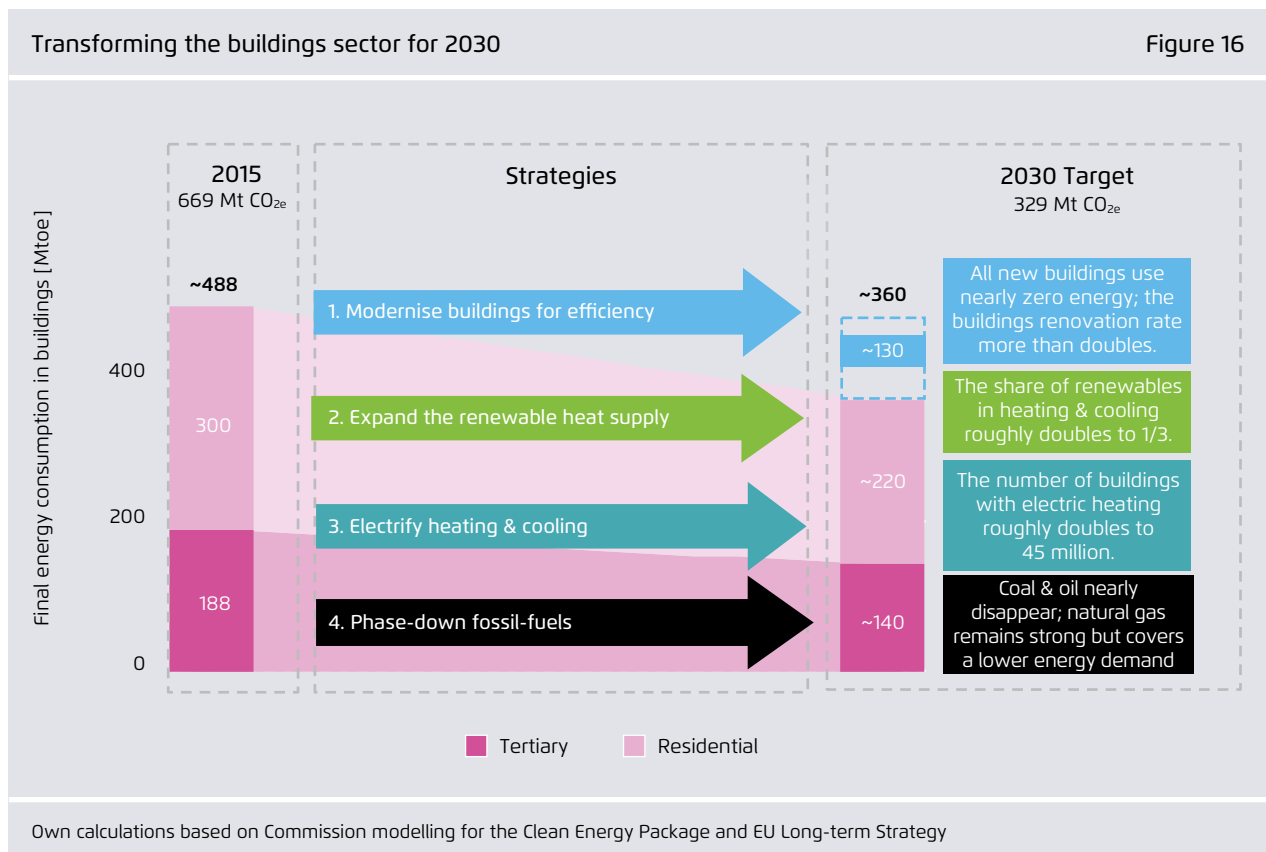 Transforming the buildings sector for 2030
Figure 16
Final energy consumption in buildings [Mtoe]
400
200
0
2015
669 Mt CO2e
~488
300
188
Strategies
1. Modernise buildings for efficiency
2. Expand the renewable heat supply
3. Electrify heating & cooling
4. Phase-down fossil-fuels
2030 Target
329 Mt CO2e
~360
~130
~220
~140
All new buildings use
nearly zero energy; the
buildings renovation rate
more than doubles.
The share of renewables
in heating & cooling
roughly doubles to 1/3.
The number of buildings
with electric heating
roughly doubles to
45 million.
Coal & oil nearly
disappear; natural gas
remains strong but covers
a lower energy demand
Tertiary
Residential
Own calculations based on Commission modelling for the Clean Energy Package and EU Long-term Strategy